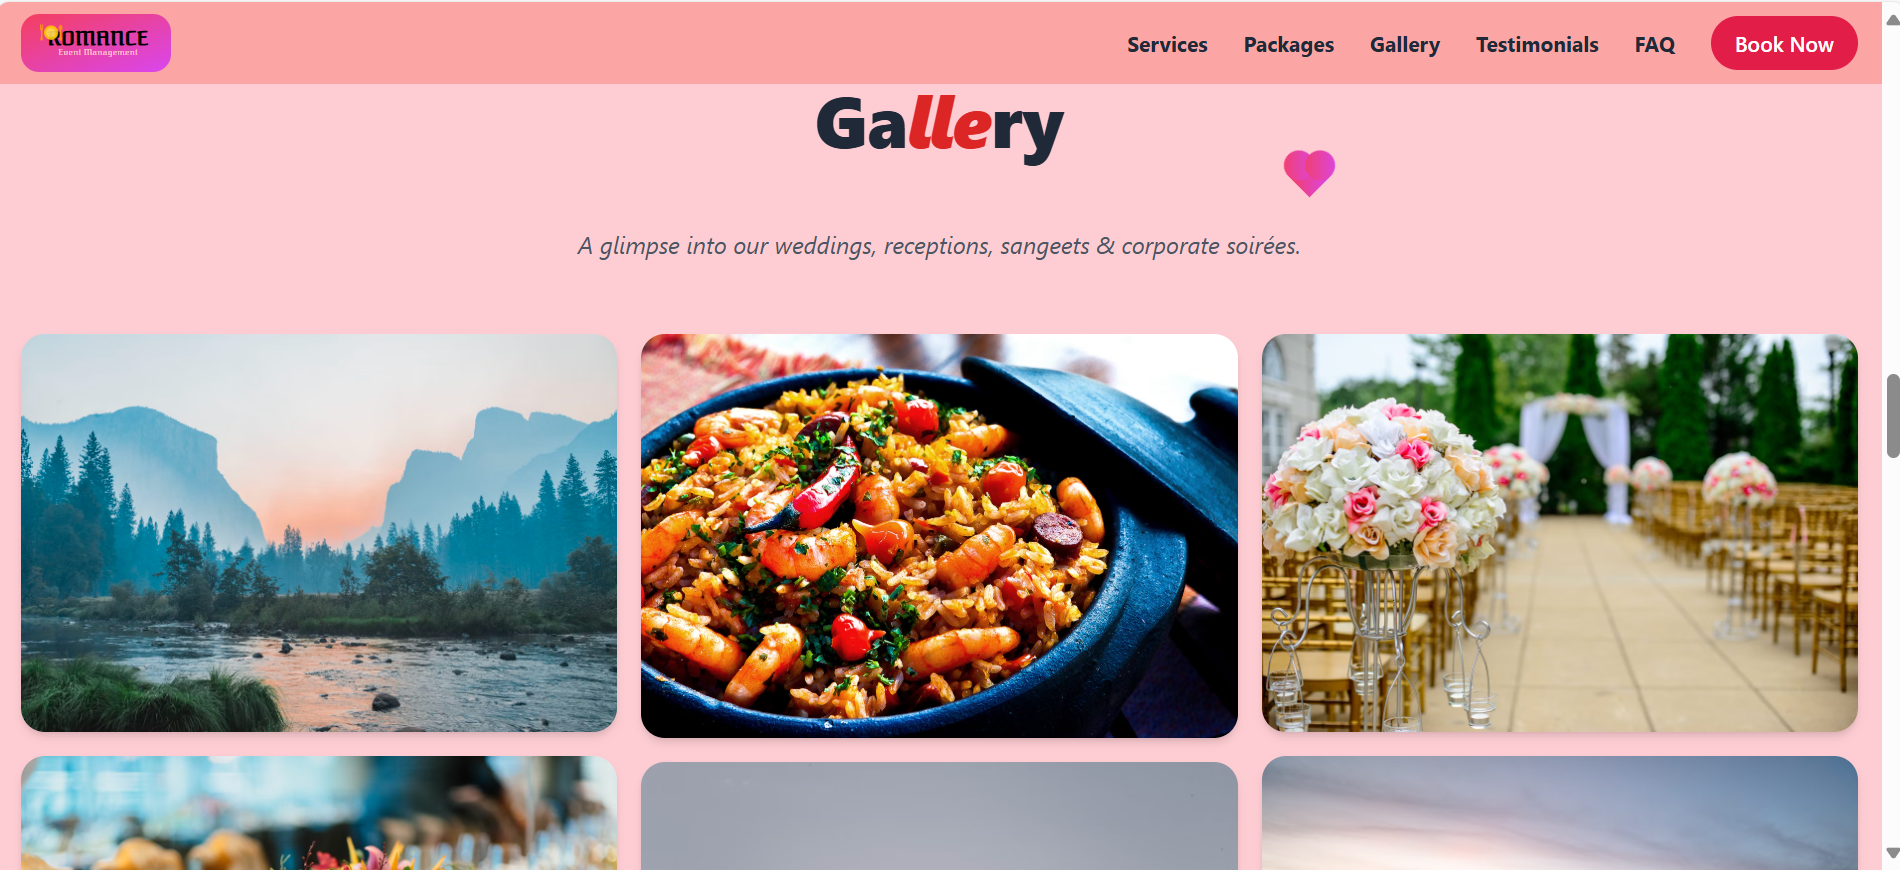 ROMANCE
Event Management
Services Packages Gallery Testimonials FAQ Book Now
Gallery
A glimpse into our weddings, receptions, sangeets & corporate soirées.